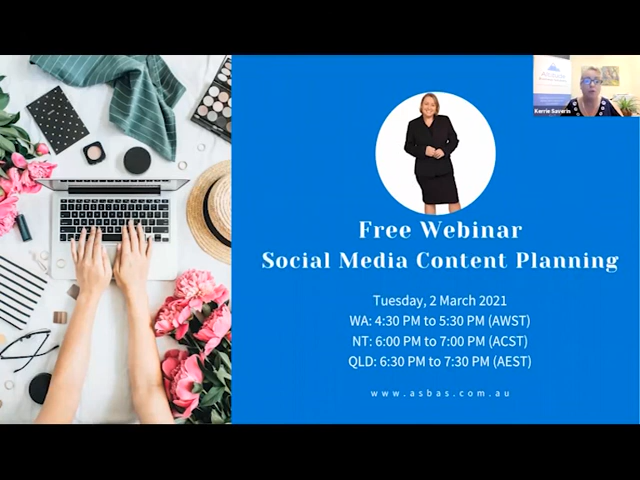 Free Webinar
Social Media Content Planning
Tuesday, 2 March 2021
WA: 4:30 PM to 5:30 PM (AWST)
NT: 6:00 PM to 7:00 PM (ACST)
QLD: 6:30 PM to 7:30 PM (AEST)
www.asbas.com.au
Kerrie Saverin